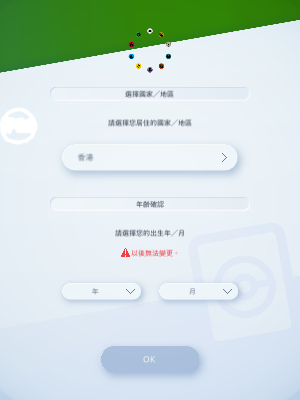 選擇國家／地區
請選擇您居住的國家／地區
香港
年齡確認
請選擇您的出生年／月
以後無法變更。
年
月
OK